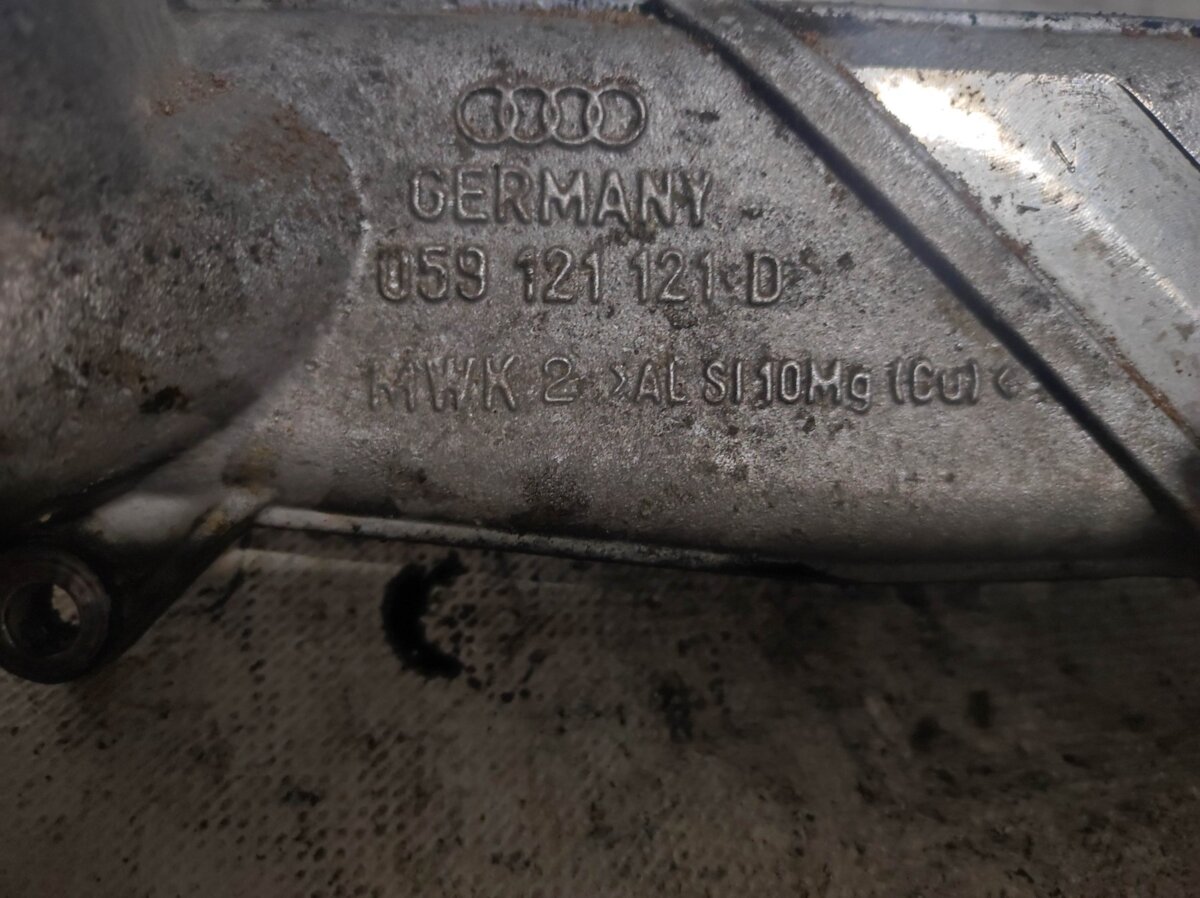 GERMANY
059 121 121 D
MWK 2 >AL SI 10Mg (Cu)<